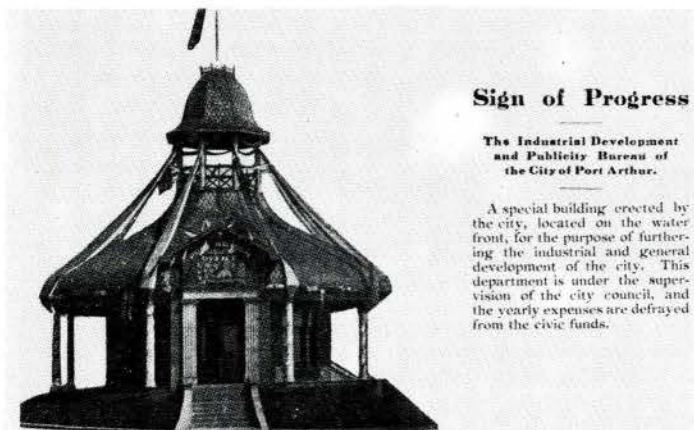 Sign of Progress
The Industrial Development
and Publicity Bureau of
the City of Port Arthur.
A special building erected by
the city, located on the water
front, for the purpose of further-
ing the industrial and general
development of the city. This
department is under the super-
vision of the city council, and
the yearly expenses are defrayed
from the civic funds.